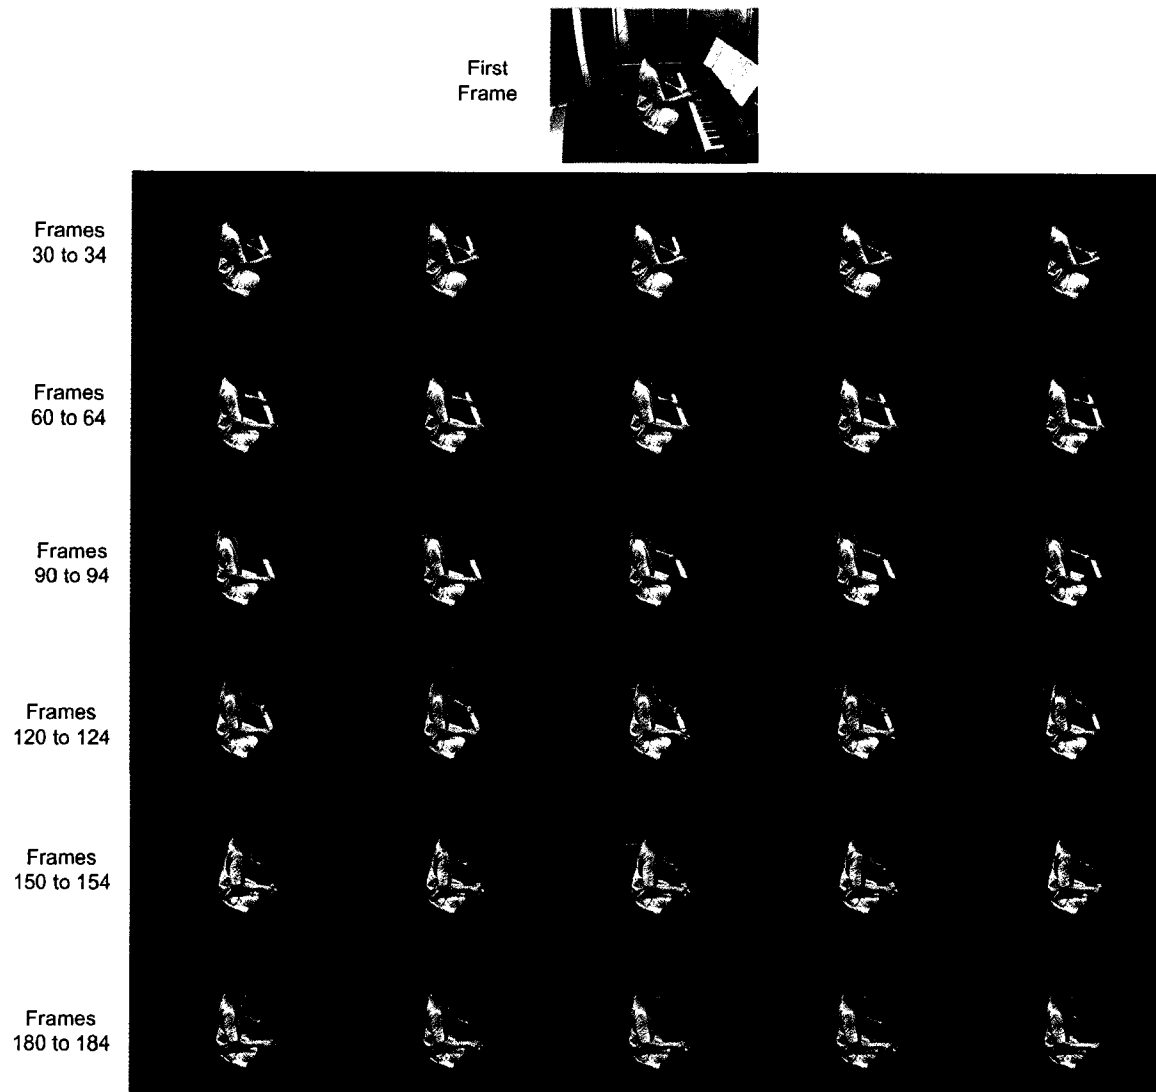 First
Frame
Frames
30 to 34
Frames
60 to 64
Frames
90 to 94
Frames
120 to 124
Frames
150 to 154
Frames
180 to 184